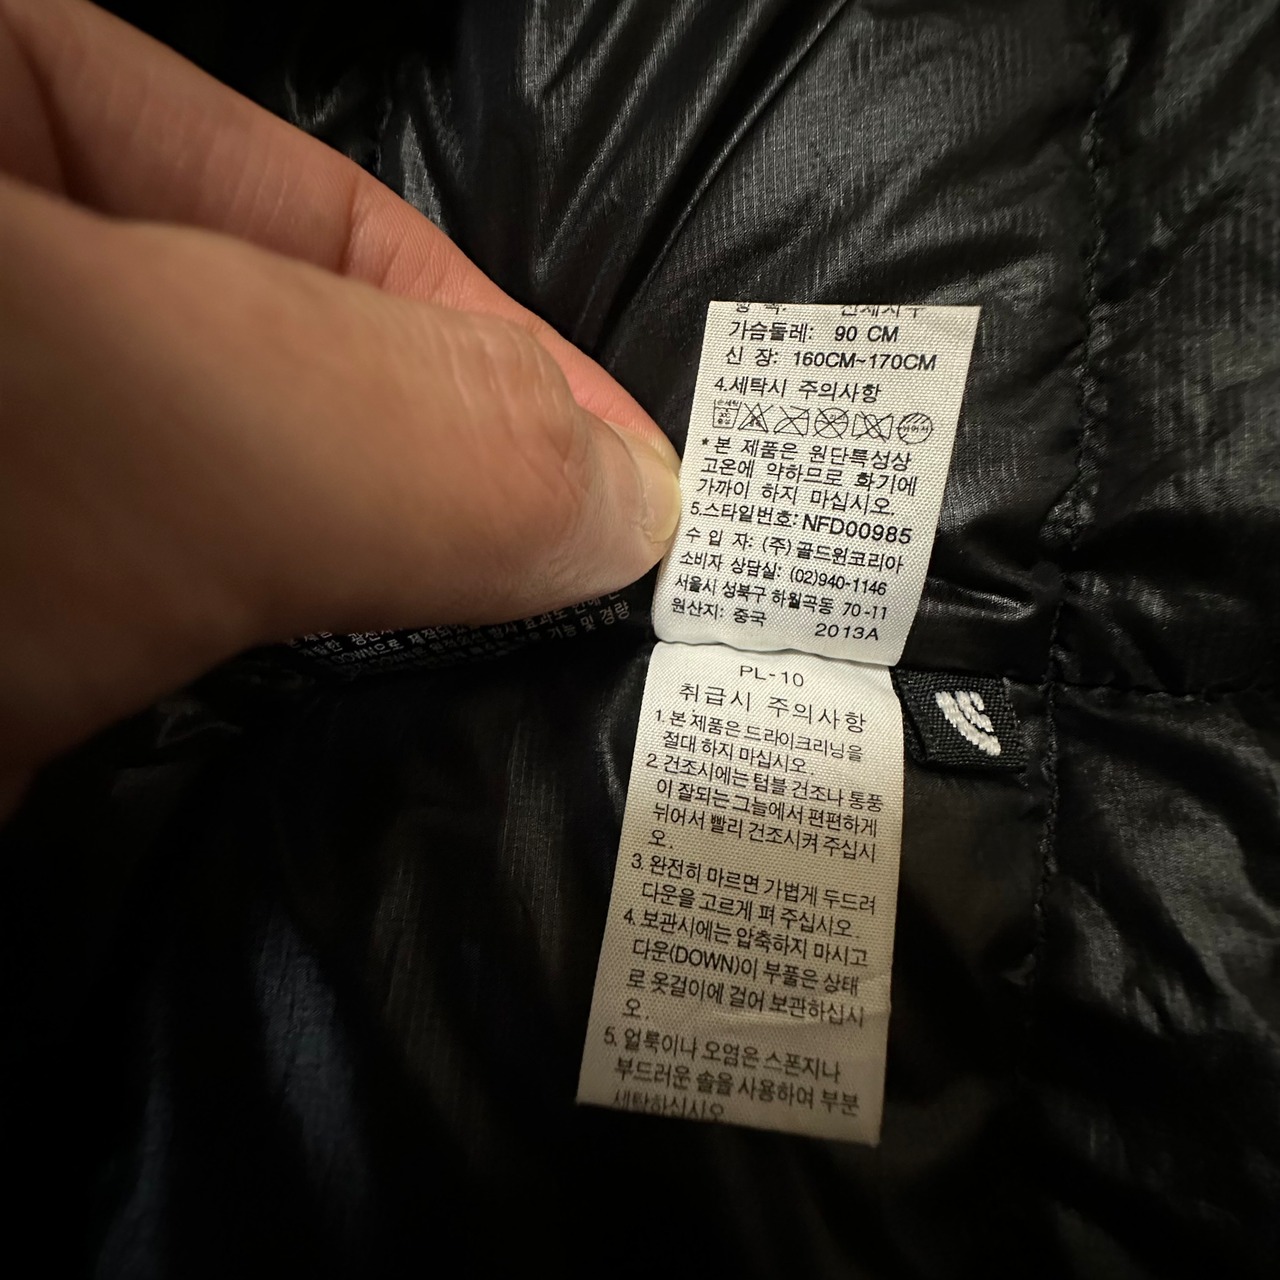 가슴둘레: 90 CM
신 장: 160CM~170CM
4.세탁시 주의사항
* 본 제품은 원단특성상
고온에 약하므로 화기에
가까이 하지 마십시오.
5.스타일번호: NFD00985
수 입 자: (주) 골드윈코리아
소비자 상담실: (02)940-1146
서울시 성북구 하월곡동 70-11
원산지: 중국 2013A
PL-10
취급시 주의사항
1. 본 제품은 드라이크리닝을
절대 하지 마십시오.
2 건조시에는 텀블 건조나 통풍
이 잘되는 그늘에서 편편하게
뉘어서 빨리 건조시켜 주십시
오.
3. 완전히 마르면 가볍게 두드려
다운을 고르게 펴 주십시오.
4. 보관시에는 압축하지 마시고
다운(DOWN)이 부풀은 상태
로 옷걸이에 걸어 보관하십시
오.
5. 얼룩이나 오염은 스폰지나
부드러운 솔을 사용하여 부분
세탁하십시오